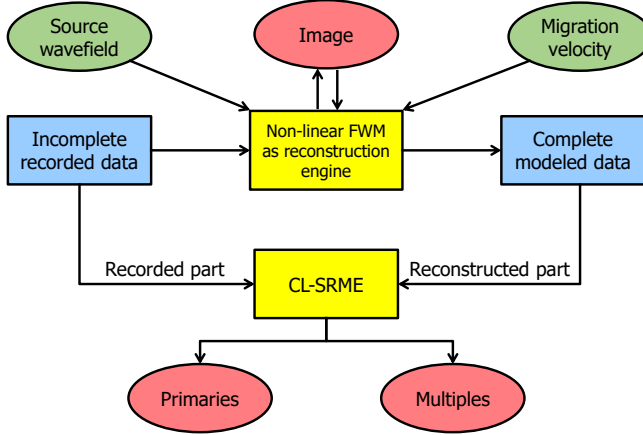 Source
wavefield
Image
Migration
velocity
Incomplete
recorded data
Non-linear FWM
as reconstruction
engine
Complete
modeled data
Recorded part
CL-SRME
Reconstructed part
Primaries
Multiples